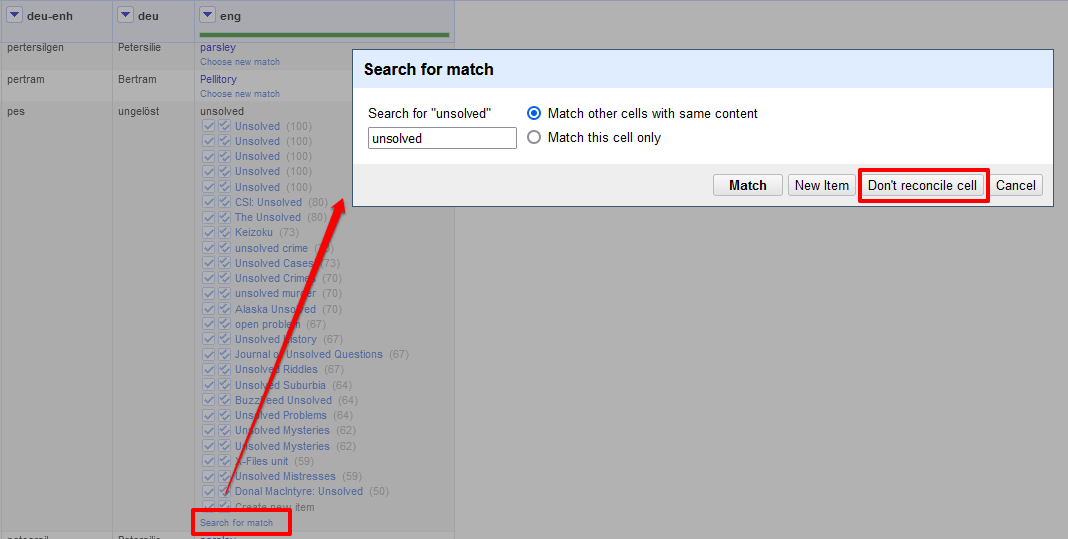 deu-enh deu eng
pertersilgen Petersilie parsley
Choose new match
pertram Bertram Pellitory
Choose new match
pes ungelöst unsolved
Unsolved (100)
Unsolved (100)
Unsolved (100)
Unsolved (100)
Unsolved (100)
CSI: Unsolved (80)
The Unsolved (80)
Keizoku (73)
unsolved crime
Unsolved Cases (73)
Unsolved Crimes (70)
unsolved murder (70)
Alaska Unsolved (70)
open problem (67)
Unsolved History (67)
Journal of Unsolved Questions (67)
Unsolved Riddles (67)
Unsolved Suburbia (64)
BuzzFeed Unsolved (64)
Unsolved Problems (64)
Unsolved Mysteries (62)
Unsolved Mysteries (62)
X-Files unit (59)
Unsolved Mistresses (59)
Donal MacIntyre: Unsolved (50)
Create new item
Search for match
Search for match
Search for "unsolved"
unsolved
Match other cells with same content
Match this cell only
Match New Item Don't reconcile cell Cancel